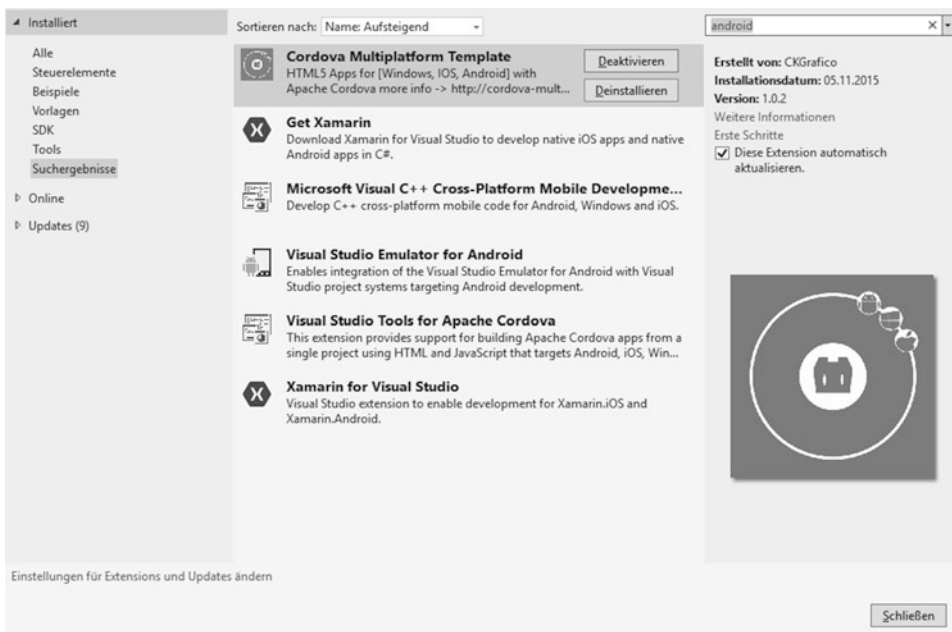 Installiert
Alle
Steuerelemente
Beispiele
Vorlagen
SDK
Tools
Suchergebnisse
Online
Updates (9)
Sortieren nach: Name: Aufsteigend
Cordova Multiplatform Template
HTML5 Apps for [Windows, IOS, Android] with
Apache Cordova more info -> http://cordova-mult...
Deaktivieren
Deinstallieren
Get Xamarin
Download Xamarin for Visual Studio to develop native iOS apps and native
Android apps in C#.
Microsoft Visual C++ Cross-Platform Mobile Developme...
Develop C++ cross-platform mobile code for Android, Windows and iOS.
Visual Studio Emulator for Android
Enables integration of the Visual Studio Emulator for Android with Visual
Studio project systems targeting Android development.
Visual Studio Tools for Apache Cordova
This extension provides support for building Apache Cordova apps from a
single project using HTML and JavaScript that targets Android, iOS, Win...
Xamarin for Visual Studio
Visual Studio extension to enable development for Xamarin.iOS and
Xamarin.Android.
android
Erstellt von: CKGrafico
Installationsdatum: 05.11.2015
Version: 1.0.2
Weitere Informationen
Erste Schritte
Diese Extension automatisch
aktualisieren.
Einstellungen für Extensions und Updates ändern
Schließen